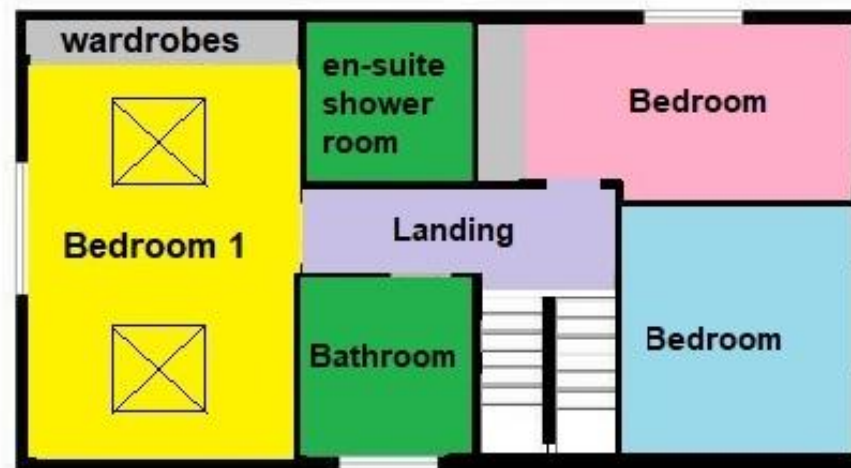 wardrobes
en-suite
shower
room
Bedroom
Landing
Bedroom 1
Bathroom
Bedroom